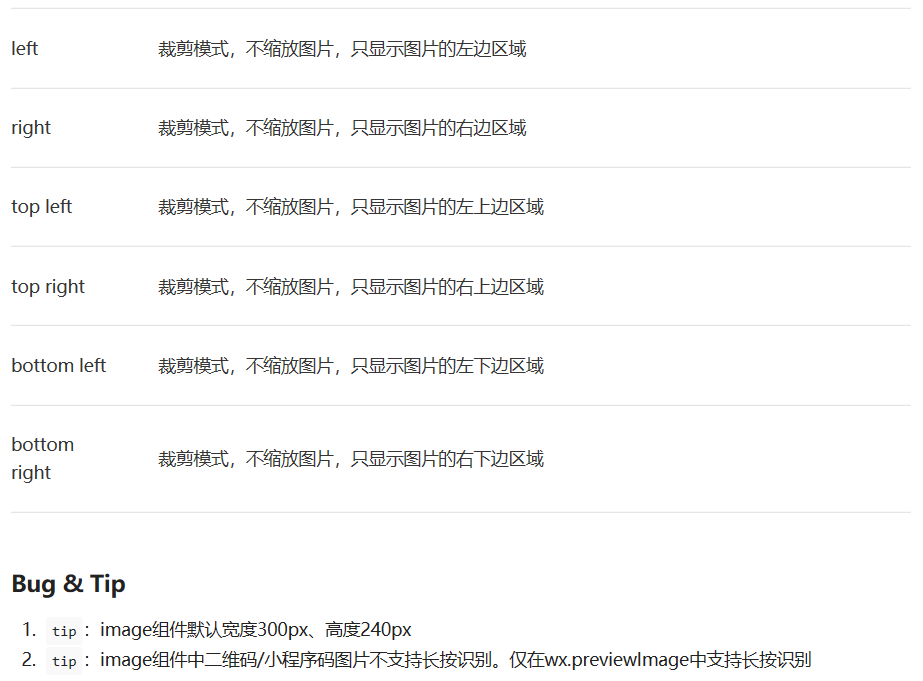 left 裁剪模式，不缩放图片，只显示图片的左边区域
right 裁剪模式，不缩放图片，只显示图片的右边区域
top left 裁剪模式，不缩放图片，只显示图片的左上边区域
top right 裁剪模式，不缩放图片，只显示图片的右上边区域
bottom left 裁剪模式，不缩放图片，只显示图片的左下边区域
bottom
right 裁剪模式，不缩放图片，只显示图片的右下边区域
Bug & Tip
1. tip : image组件默认宽度300px、高度240px
2. tip : image组件中二维码/小程序码图片不支持长按识别。仅在wx.previewImage中支持长按识别